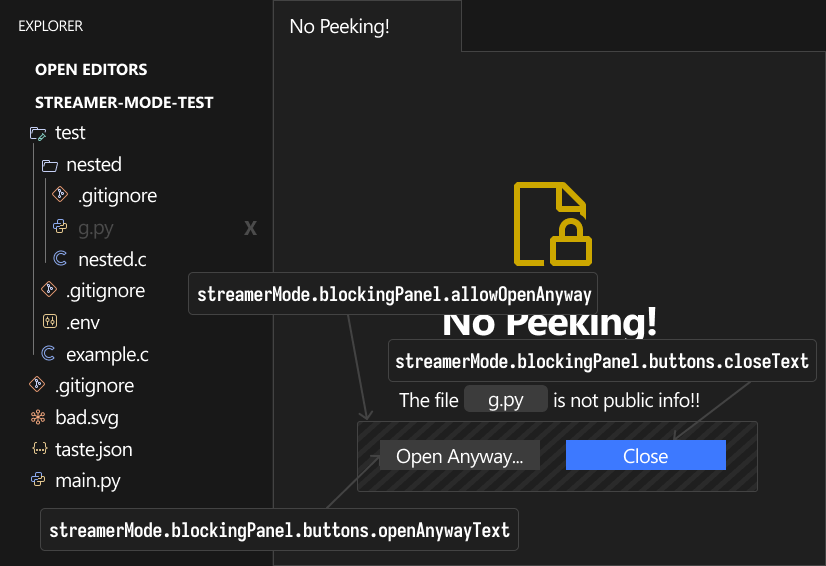 EXPLORER
OPEN EDITORS
STREAMER-MODE-TEST
test
nested
.gitignore
g.py
X
nested.c
.gitignore
.env
example.c
.gitignore
bad.svg
taste.json
main.py
No Peeking!
streamerMode.blockingPanel.allowOpenAnyway
No Peeking!
streamerMode.blockingPanel.buttons.closeText
The file g.py is not public info!!
Open Anyway... Close
streamerMode.blockingPanel.buttons.openAnywayText